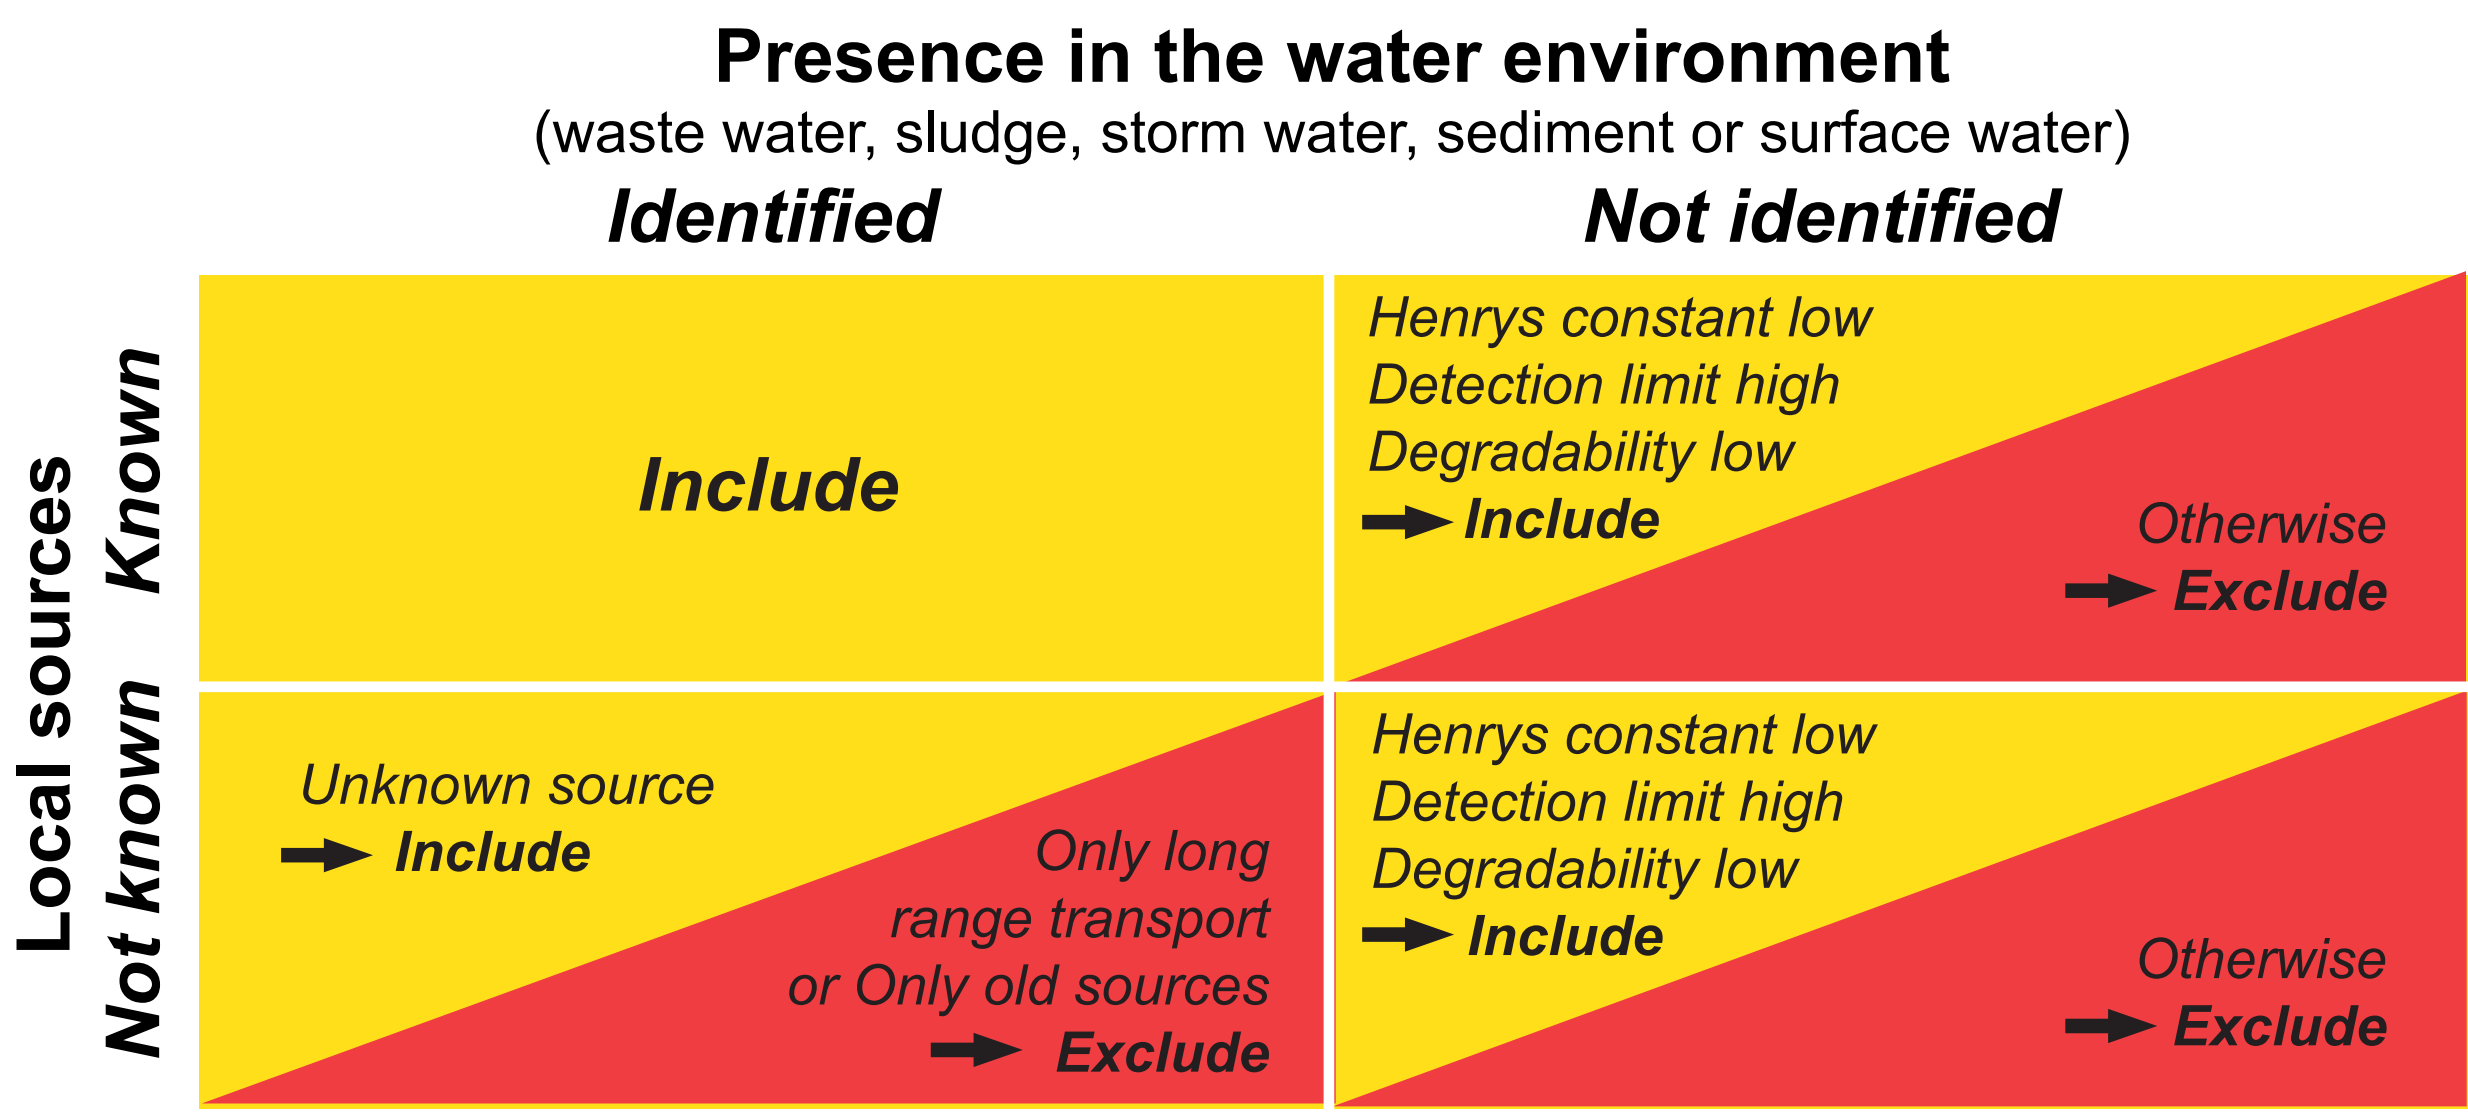 Presence in the water environment
(waste water, sludge, storm water, sediment or surface water)
Identified
Not identified
Local sources
Known
Include
Henrys constant low
Detection limit high
Degradability low
Include
Otherwise
Exclude
Not known
Unknown source
Include
Only long
range transport
or Only old sources
Exclude
Henrys constant low
Detection limit high
Degradability low
Include
Otherwise
Exclude